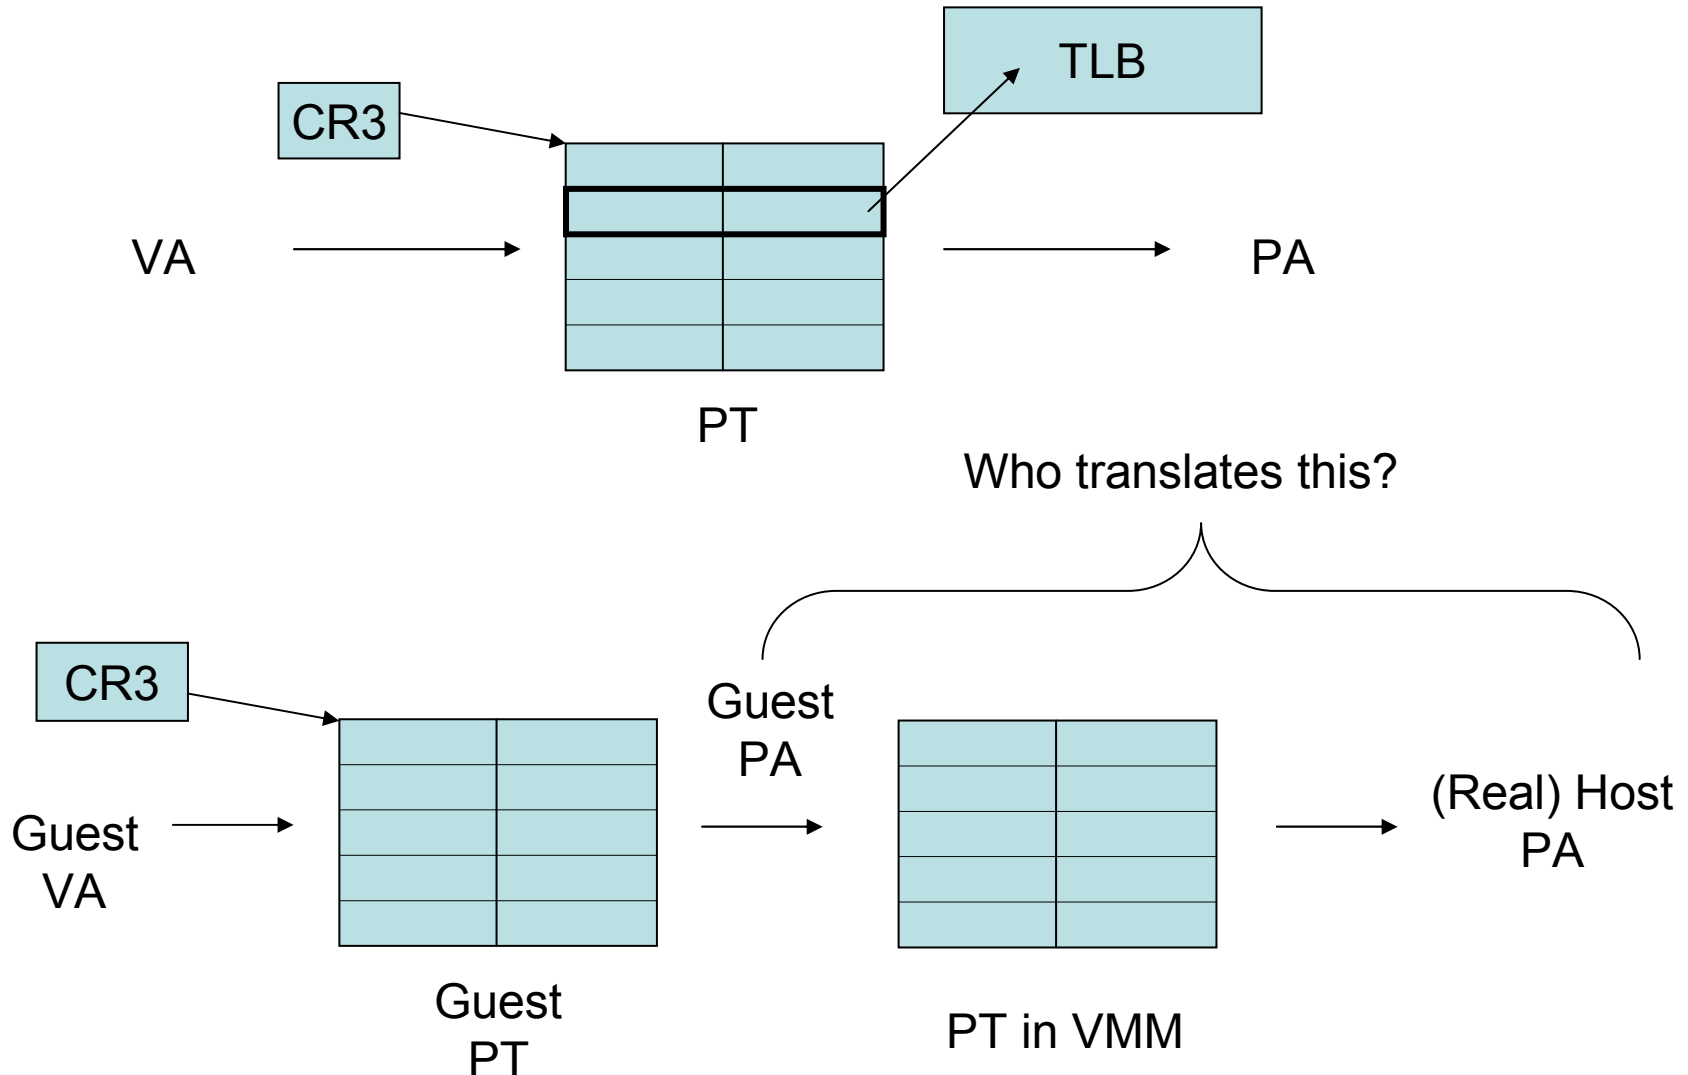 TLB
CR3
VA
PA
PT
Who translates this?
CR3
Guest
PA
Guest
VA
(Real) Host
PA
Guest
PT
PT in VMM